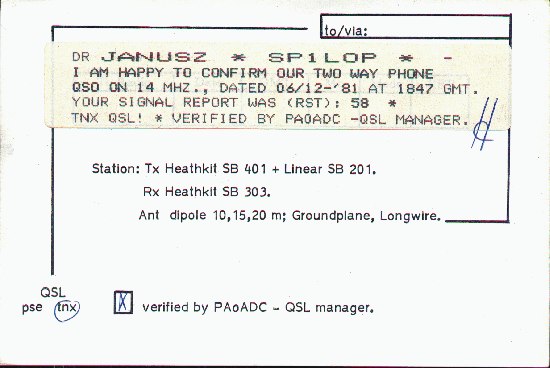 to/via:
DR JANUSZ * SP1LOP * -
I AM HAPPY TO CONFIRM OUR TWO WAY PHONE
QSO ON 14 MHZ., DATED 06/12-'81 AT 1847 GMT.
YOUR SIGNAL REPORT WAS (RST): 58 *
TNX QSL! * VERIFIED BY PA0ADC -QSL MANAGER.
Station: Tx Heathkit SB 401 + Linear SB 201.
Rx Heathkit SB 303.
Ant dipole 10,15,20 m; Groundplane, Longwire.
QSL
pse tnx
X verified by PAoADC - QSL manager.